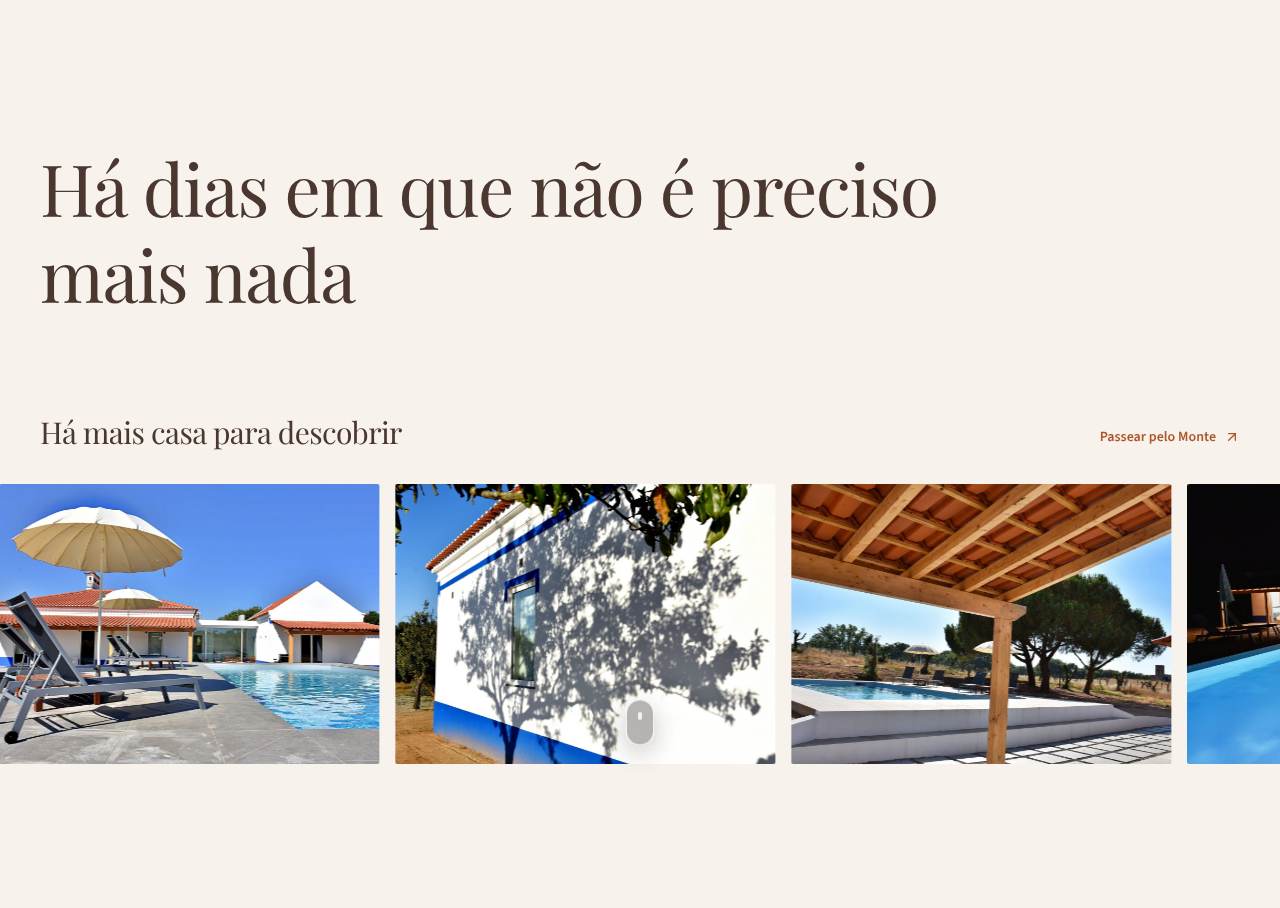 Há dias em que não é preciso
mais nada
Há mais casa para descobrir
Passear pelo Monte